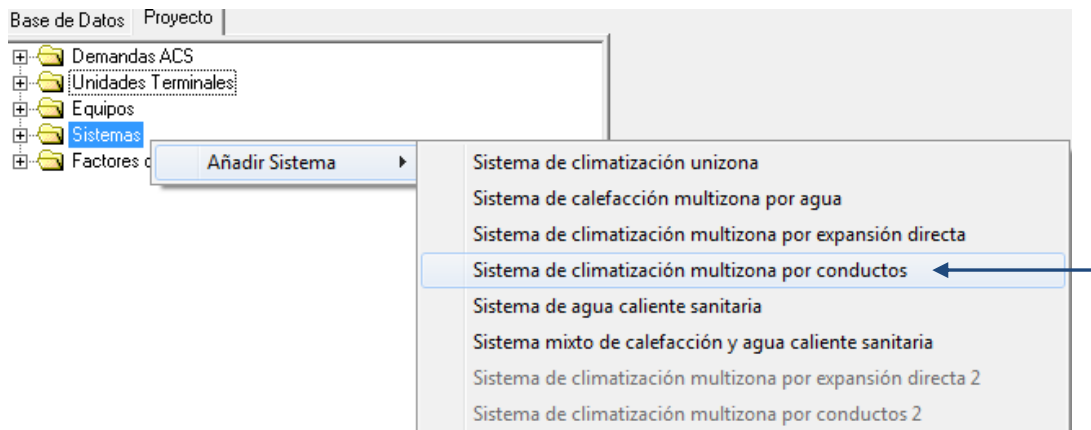 Base de Datos Proyecto
Demandas ACS
Unidades Terminales
Equipos
Sistemas
Factores d
Añadir Sistema
Sistema de climatización unizona
Sistema de calefacción multizona por agua
Sistema de climatización multizona por expansión directa
Sistema de climatización multizona por conductos
Sistema de agua caliente sanitaria
Sistema mixto de calefacción y agua caliente sanitaria
Sistema de climatización multizona por expansión directa 2
Sistema de climatización multizona por conductos 2